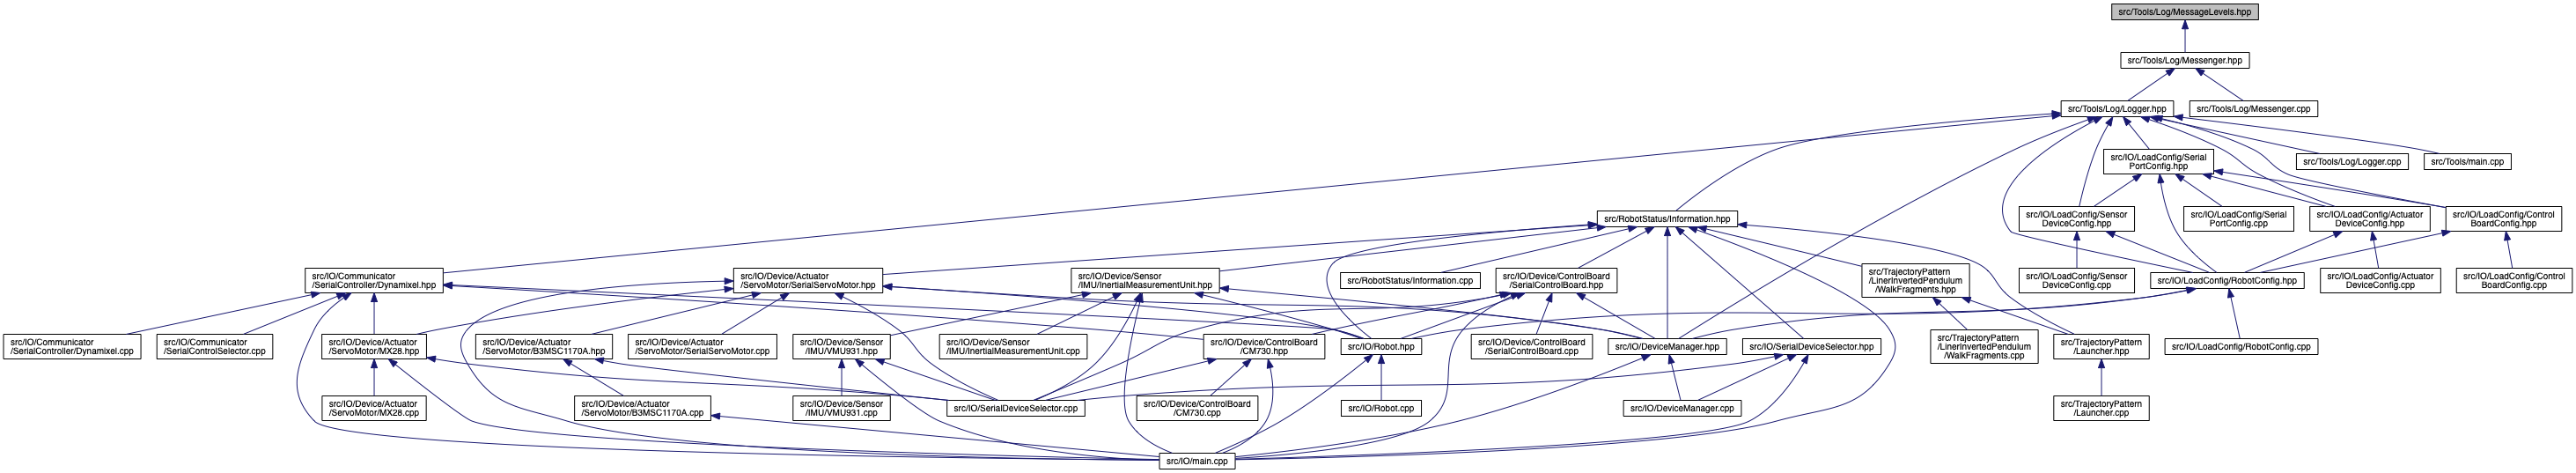 src/Tools/Log/MessageLevels.hpp
src/Tools/Log/Messenger.hpp
src/Tools/Log/Logger.hpp
src/Tools/Log/Messenger.cpp
src/IO/LoadConfig/Serial
PortConfig.hpp
src/Tools/Log/Logger.cpp
src/Tools/main.cpp
src/RobotStatus/Information.hpp
src/IO/LoadConfig/Sensor
DeviceConfig.hpp
src/IO/LoadConfig/Serial
PortConfig.cpp
src/IO/LoadConfig/Actuator
DeviceConfig.hpp
src/IO/LoadConfig/Control
BoardConfig.hpp
src/IO/Communicator
/SerialController/Dynamixel.hpp
src/IO/Device/Actuator
/ServoMotor/SerialServoMotor.hpp
src/IO/Device/Sensor
/IMU/InertialMeasurementUnit.hpp
src/RobotStatus/Information.cpp
src/IO/Device/ControlBoard
/SerialControlBoard.hpp
src/TrajectoryPattern
/LinerInvertedPendulum
/WalkFragments.hpp
src/IO/LoadConfig/Sensor
DeviceConfig.cpp
src/IO/LoadConfig/RobotConfig.hpp
src/IO/LoadConfig/Actuator
DeviceConfig.cpp
src/IO/LoadConfig/Control
BoardConfig.cpp
src/IO/Communicator
/SerialController/Dynamixel.cpp
src/IO/Communicator
/SerialControlSelector.cpp
src/IO/Device/Actuator
/ServoMotor/MX28.hpp
src/IO/Device/Actuator
/ServoMotor/B3MSC1170A.hpp
src/IO/Device/Actuator
/ServoMotor/SerialServoMotor.cpp
src/IO/Device/Sensor
/IMU/VMU931.hpp
src/IO/Device/Sensor
/IMU/InertialMeasurementUnit.cpp
src/IO/Device/ControlBoard
/CM730.hpp
src/IO/Robot.hpp
src/IO/Device/ControlBoard
/SerialControlBoard.cpp
src/IO/DeviceManager.hpp
src/IO/SerialDeviceSelector.hpp
src/TrajectoryPattern
/LinerInvertedPendulum
/WalkFragments.cpp
src/TrajectoryPattern
/Launcher.hpp
src/IO/LoadConfig/RobotConfig.cpp
src/IO/Device/Actuator
/ServoMotor/MX28.cpp
src/IO/Device/Actuator
/ServoMotor/B3MSC1170A.cpp
src/IO/Device/Sensor
/IMU/VMU931.cpp
src/IO/SerialDeviceSelector.cpp
src/IO/Device/ControlBoard
/CM730.cpp
src/IO/Robot.cpp
src/IO/DeviceManager.cpp
src/TrajectoryPattern
/Launcher.cpp
src/IO/main.cpp